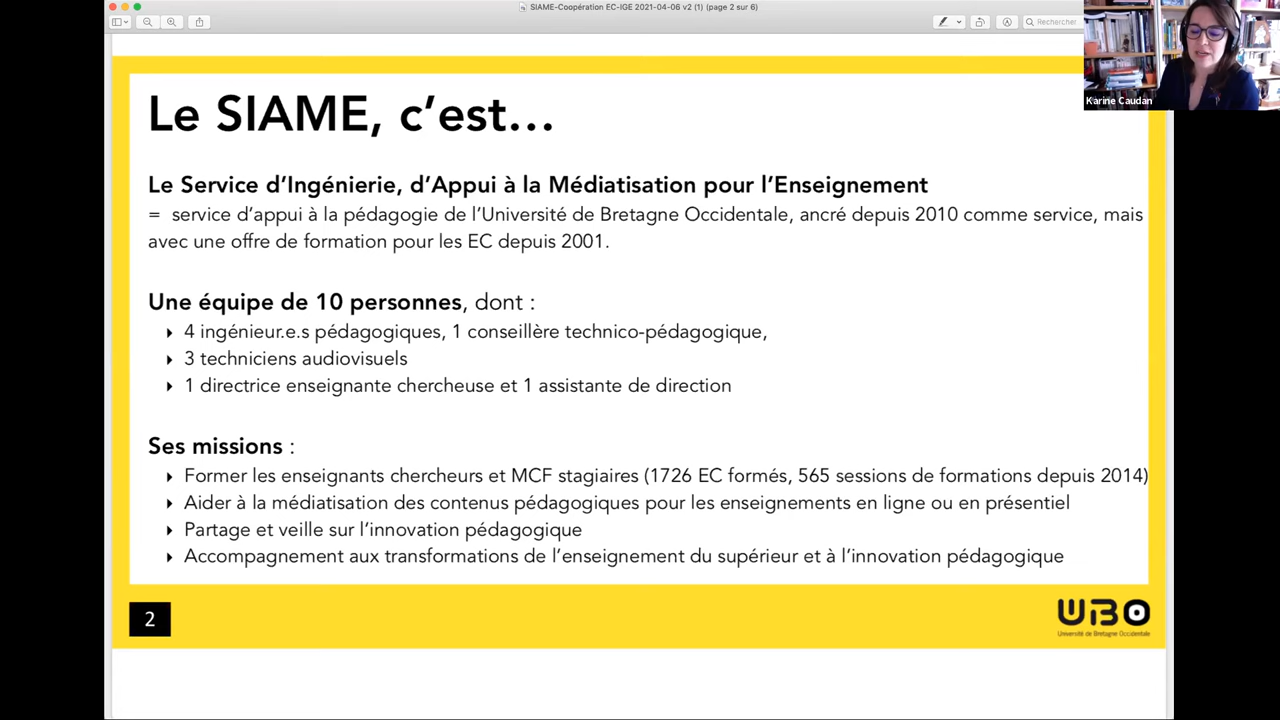 SIAME-Coopération EC-IGE 2021-04-06 v2 (1) (page 2 sur 6)
Rechercher
Karine Caudan
Le SIAME, c’est…
Le Service d’Ingénierie, d’Appui à la Médiatisation pour l’Enseignement
= service d’appui à la pédagogie de l’Université de Bretagne Occidentale, ancré depuis 2010 comme service, mais
avec une offre de formation pour les EC depuis 2001.
Une équipe de 10 personnes, dont :
4 ingénieur.e.s pédagogiques, 1 conseillère technico-pédagogique,
3 techniciens audiovisuels
1 directrice enseignante chercheuse et 1 assistante de direction
Ses missions :
Former les enseignants chercheurs et MCF stagiaires (1726 EC formés, 565 sessions de formations depuis 2014)
Aider à la médiatisation des contenus pédagogiques pour les enseignements en ligne ou en présentiel
Partage et veille sur l’innovation pédagogique
Accompagnement aux transformations de l’enseignement du supérieur et à l’innovation pédagogique
2
UBO
Université de Bretagne Occidentale